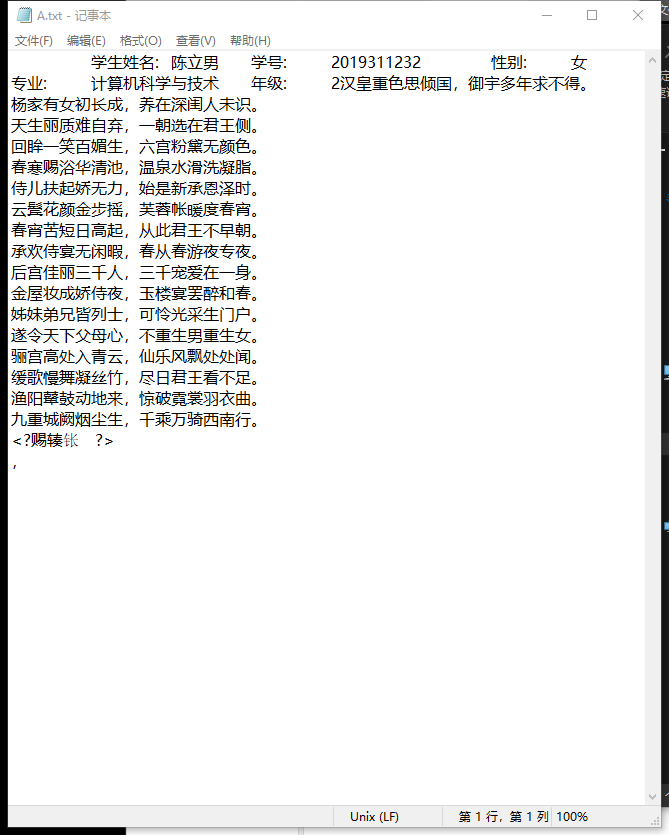 A.txt - 记事本
文件(F) 编辑(E) 格式(O) 查看(V) 帮助(H)
学生姓名: 陈立男 学号: 2019311232 性别: 女
专业: 计算机科学与技术 年级: 2汉皇重色思倾国，御宇多年求不得。
杨家有女初长成，养在深闺人未识。
天生丽质难自弃，一朝选在君王侧。
回眸一笑百媚生，六宫粉黛无颜色。
春寒赐浴华清池，温泉水滑洗凝脂。
侍儿扶起娇无力，始是新承恩泽时。
云鬓花颜金步摇，芙蓉帐暖度春宵。
春宵苦短日高起，从此君王不早朝。
承欢侍宴无闲暇，春从春游夜专夜。
后宫佳丽三千人，三千宠爱在一身。
金屋妆成娇侍夜，玉楼宴罢醉和春。
姊妹弟兄皆列士，可怜光采生门户。
遂令天下父母心，不重生男重生女。
骊宫高处入青云，仙乐风飘处处闻。
缓歌慢舞凝丝竹，尽日君王看不足。
渔阳鼙鼓动地来，惊破霓裳羽衣曲。
九重城阙烟尘生，千乘万骑西南行。
<?赐辏 ?>
,
Unix (LF) 第 1 行，第 1 列 100%